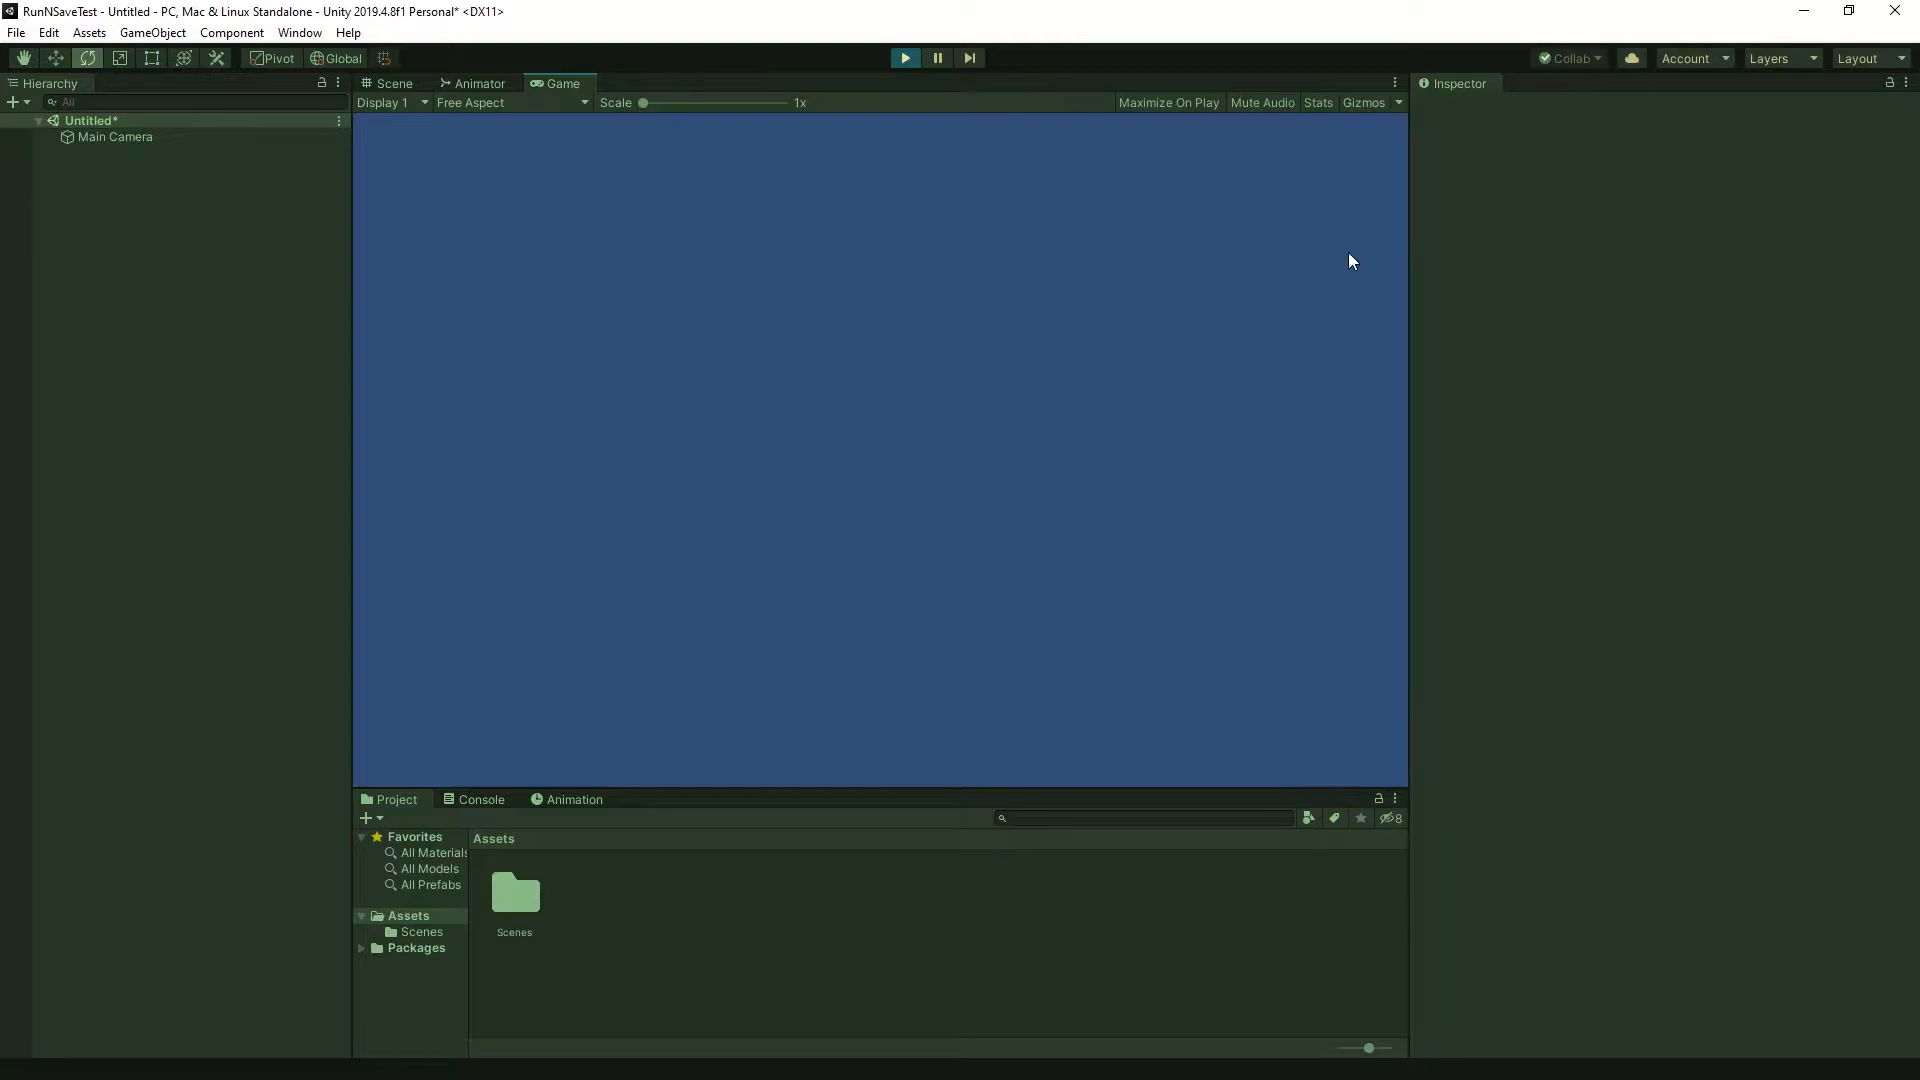 RunNSaveTest - Untitled - PC, Mac & Linux Standalone - Unity 2019.4.8f1 Personal* <DX11>
File Edit Assets GameObject Component Window Help
Pivot Global Collab Account Layers Layout
Hierarchy Scene Animator Game Inspector
All Display 1 Free Aspect Scale 1x Maximize On Play Mute Audio Stats Gizmos
Untitled*
Main Camera
Project Console Animation
8
Favorites Assets
All Materials
All Models
All Prefabs
Assets
Scenes Scenes
Packages